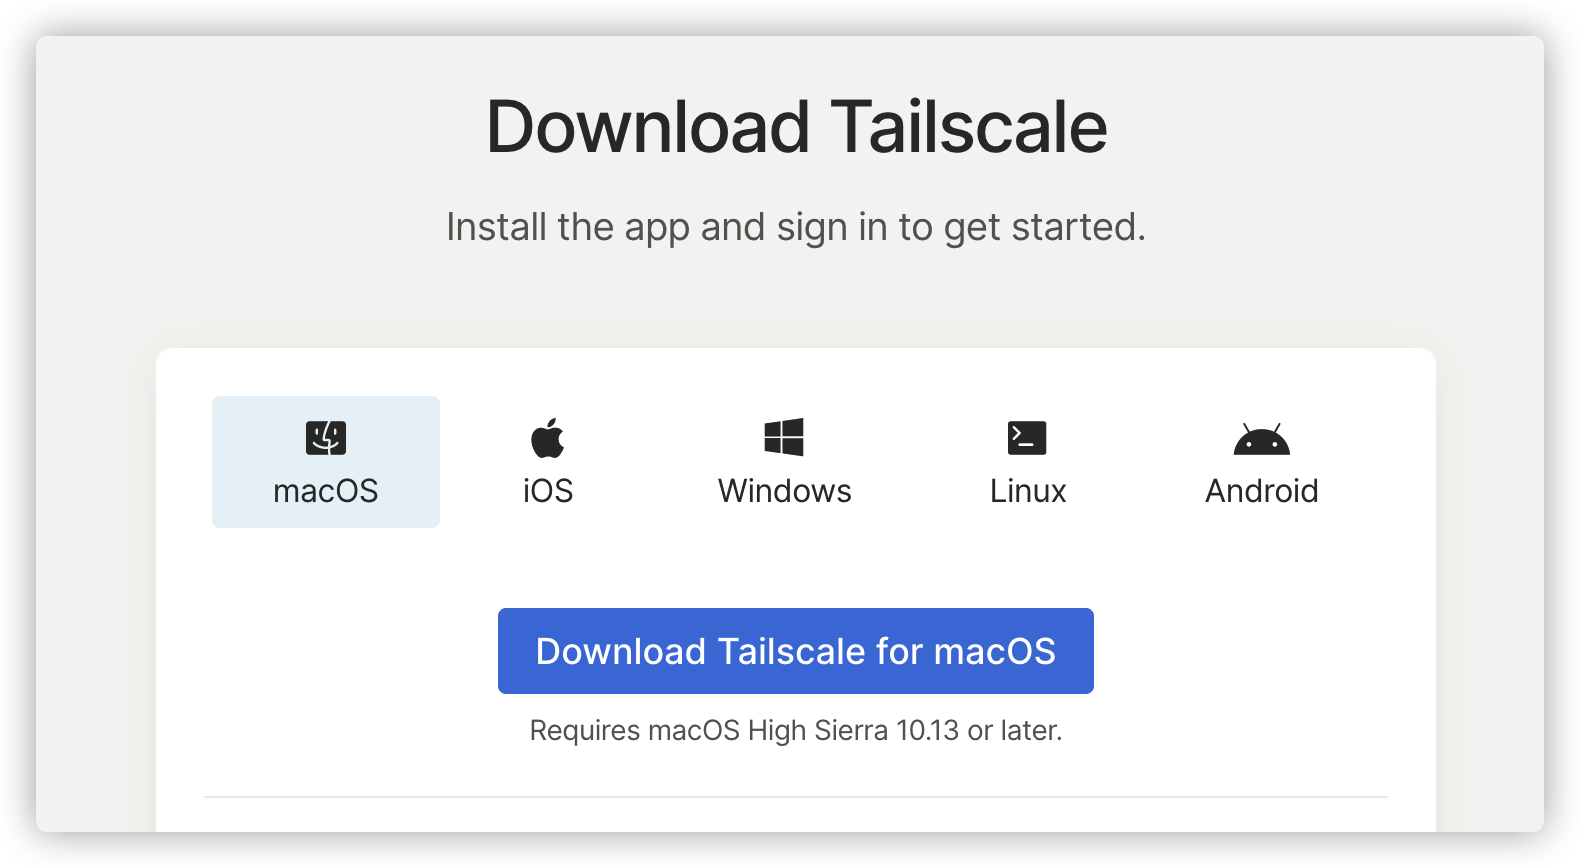 Download Tailscale
Install the app and sign in to get started.
macOS
iOS
Windows
Linux
Android
Download Tailscale for macOS
Requires macOS High Sierra 10.13 or later.